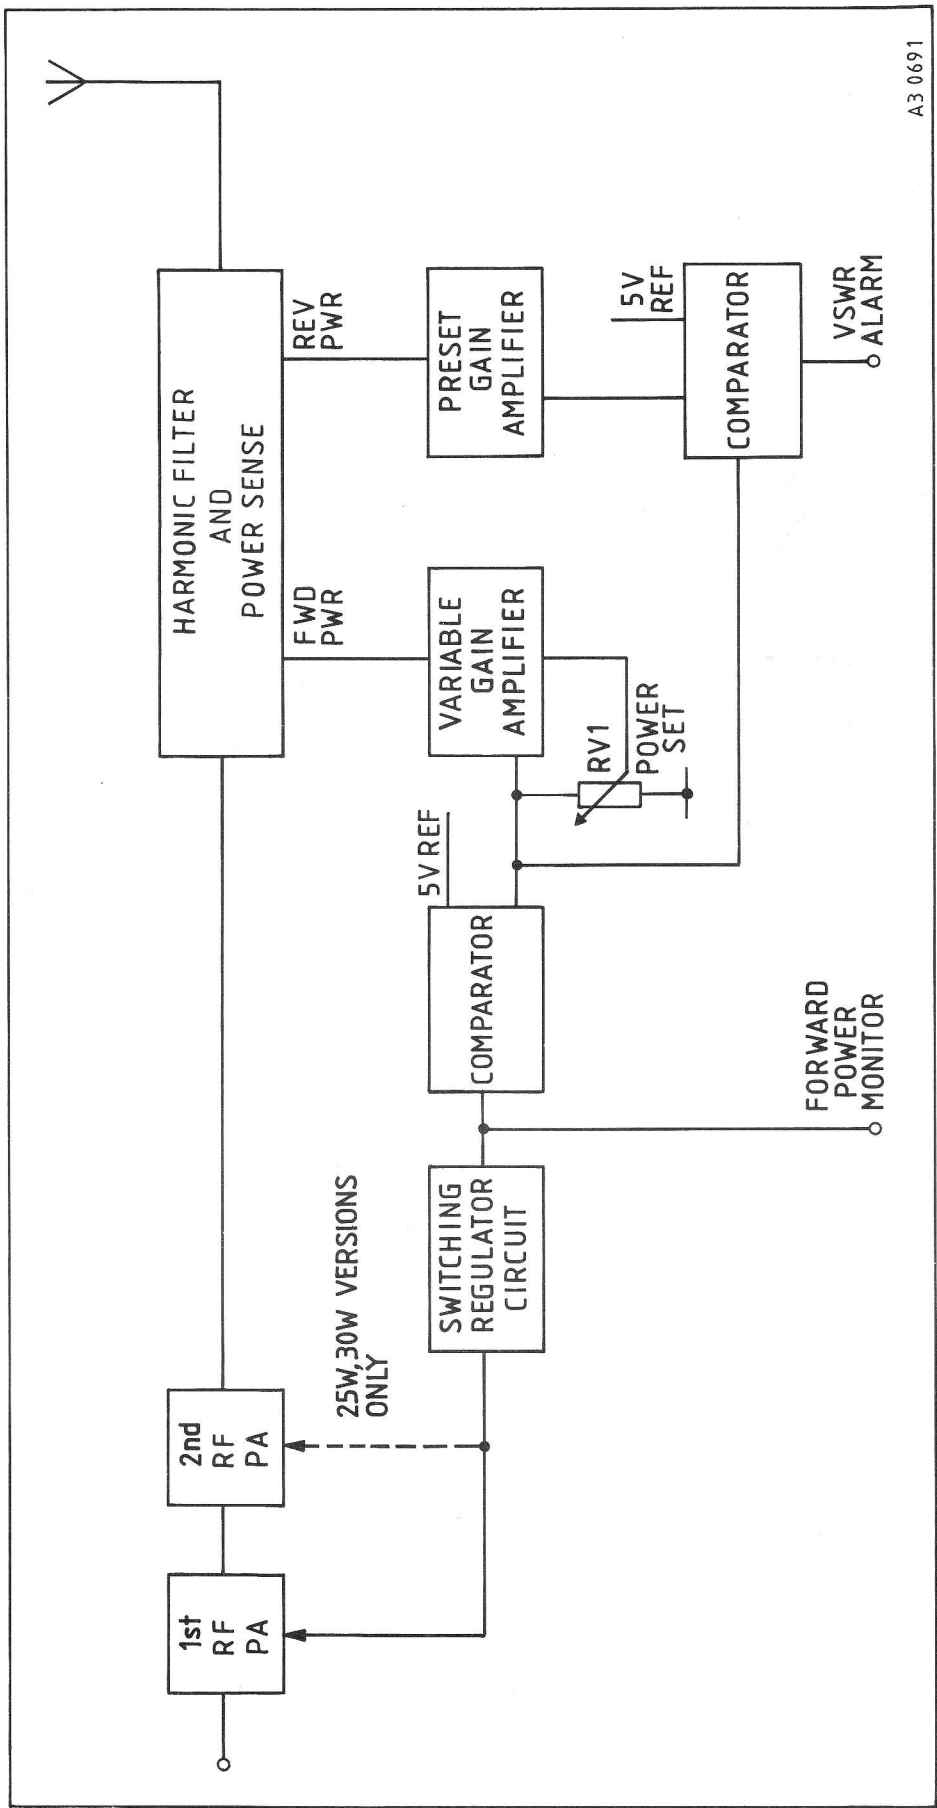 HARMONIC FILTER
AND
POWER SENSE
1st
RF
PA
2nd
RF
PA
25W,30W VERSIONS
ONLY
FWD
PWR
REV
PWR
SWITCHING
REGULATOR
CIRCUIT
COMPARATOR
5V REF
VARIABLE
GAIN
AMPLIFIER
PRESET
GAIN
AMPLIFIER
RV1
POWER
SET
5V
REF
COMPARATOR
FORWARD
POWER
MONITOR
VSWR
ALARM
A3 0691